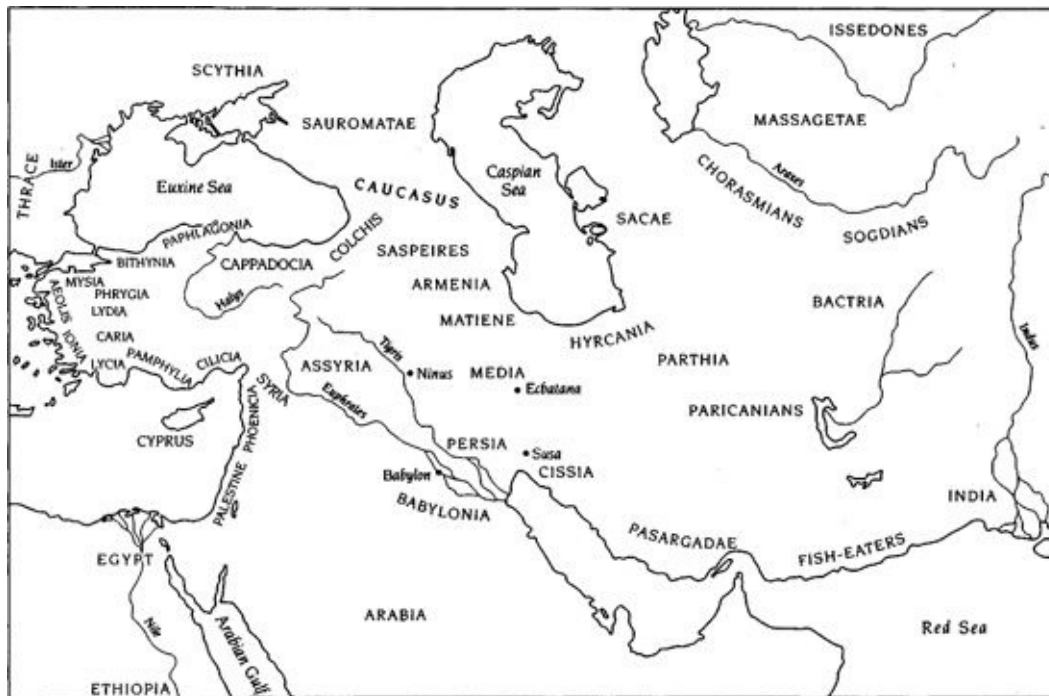 ISSEDONES
SCYTHIA
MASSAGETAE
SAUROMATAE
Ister
THRACE
Euxine Sea
Caspian
Sea
CAUCASUS
Araxes
CHORASMIANS
SACAE
SOGDIANS
PAPHLAGONIA
COLCHIS
SASPEIRES
BITHYNIA
CAPPADOCIA
MYSIA
ARMENIA
PHRYGIA
Halys
BACTRIA
AEOLIS
LYDIA
MATIENE
HYRCANIA
Indus
IONIA
CARIA
PARTHIA
LYCIA
PAMPHYLIA
CILICIA
ASSYRIA
Tigris
Ninus
MEDIA
Ecbatana
SYRIA
Euphrates
PARICANIANS
CYPRUS
PHOENICIA
PERSIA
Susa
CISSIA
Babylon
PALESTINE
BABYLONIA
INDIA
PASARGADAE
FISH-EATERS
EGYPT
ARABIA
Nile
Arabian Gulf
Red Sea
ETHIOPIA